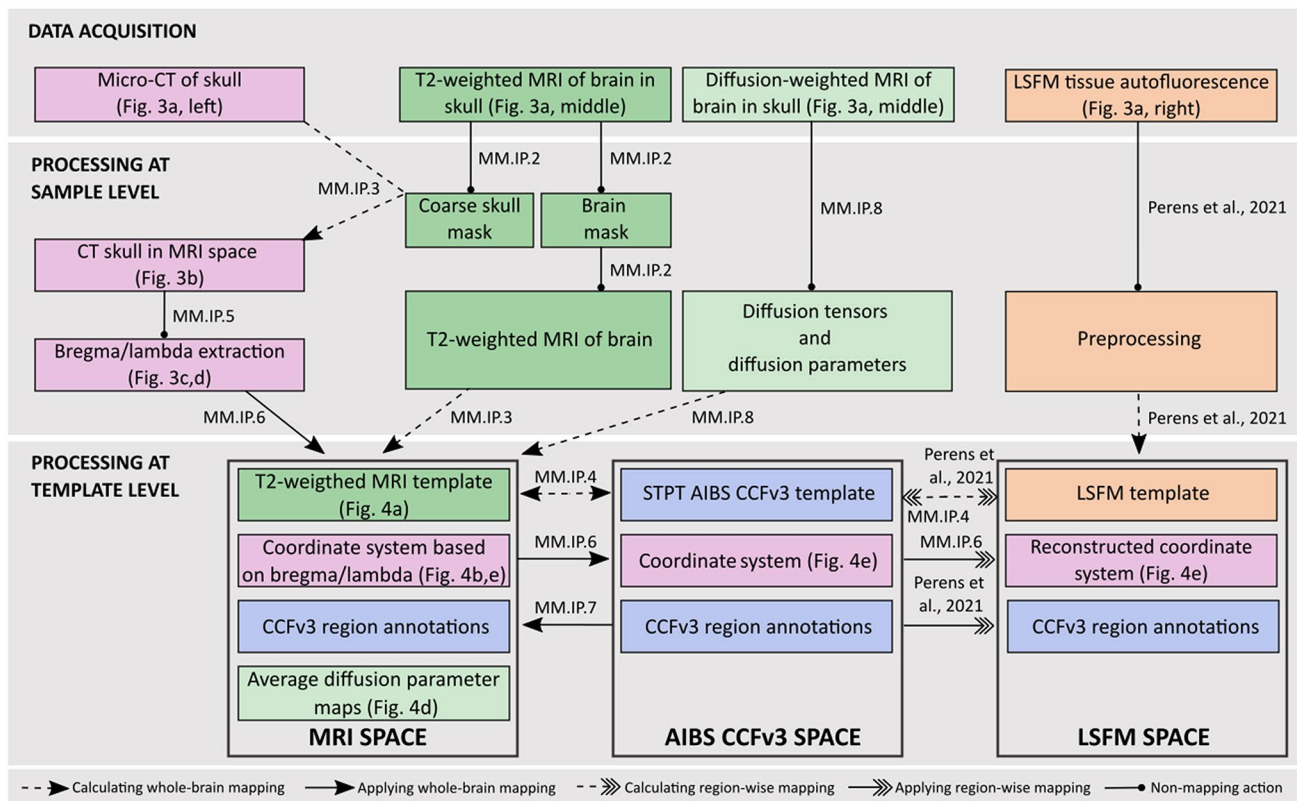 DATA ACQUISITION
Micro-CT of skull
(Fig. 3a, left)
T2-weighted MRI of brain in
skull (Fig. 3a, middle)
Diffusion-weighted MRI of
brain in skull (Fig. 3a, middle)
LSFM tissue autofluorescence
(Fig. 3a, right)
PROCESSING AT
SAMPLE LEVEL
MM.IP.2
MM.IP.2
MM.IP.3
MM.IP.8
Perens et al., 2021
Coarse skull
mask
Brain
mask
CT skull in MRI space
(Fig. 3b)
MM.IP.2
MM.IP.5
T2-weighted MRI of brain
Diffusion tensors
and
diffusion parameters
Preprocessing
Bregma/lambda extraction
(Fig. 3c,d)
MM.IP.6
MM.IP.3
MM.IP.8
Perens et al., 2021
PROCESSING AT
TEMPLATE LEVEL
T2-weigthed MRI template
(Fig. 4a)
MM.IP.4
STPT AIBS CCFv3 template
Perens et
al., 2021
MM.IP.4
LSFM template
Coordinate system based
on bregma/lambda (Fig. 4b,e)
MM.IP.6
Coordinate system (Fig. 4e)
MM.IP.6
Reconstructed coordinate
system (Fig. 4e)
CCFv3 region annotations
MM.IP.7
CCFv3 region annotations
Perens et
al., 2021
CCFv3 region annotations
Average diffusion parameter
maps (Fig. 4d)
MRI SPACE
AIBS CCFv3 SPACE
LSFM SPACE
Calculating whole-brain mapping
Applying whole-brain mapping
Calculating region-wise mapping
Applying region-wise mapping
Non-mapping action